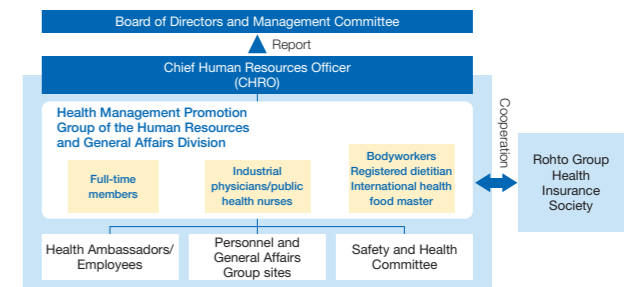 Board of Directors and Management Committee
Report
Chief Human Resources Officer
(CHRO)
Health Management Promotion
Group of the Human Resources
and General Affairs Division
Full-time
members
Industrial
physicians/public
health nurses
Bodyworkers
Registered dietitian
International health
food master
Cooperation
Rohto Group
Health
Insurance
Society
Health Ambassadors/
Employees
Personnel and
General Affairs
Group sites
Safety and Health
Committee